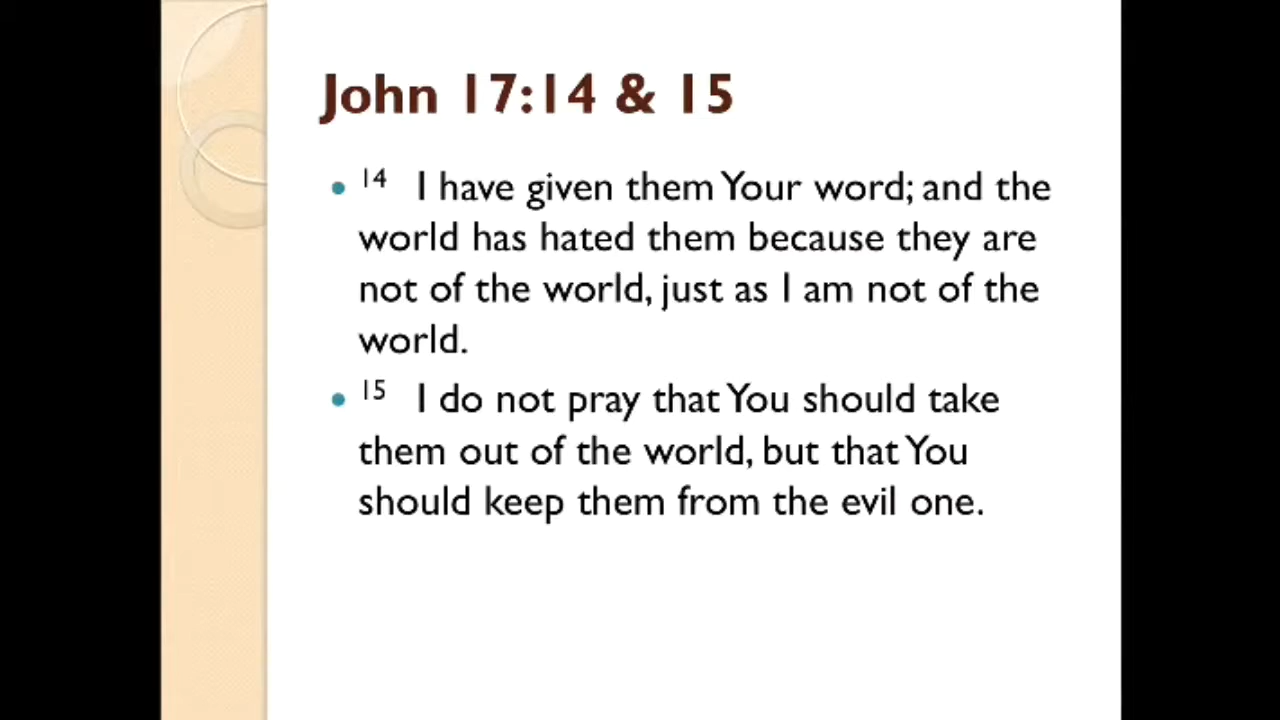 John 17:14 & 15
• 14 I have given them Your word; and the
world has hated them because they are
not of the world, just as I am not of the
world.
• 15 I do not pray that You should take
them out of the world, but that You
should keep them from the evil one.